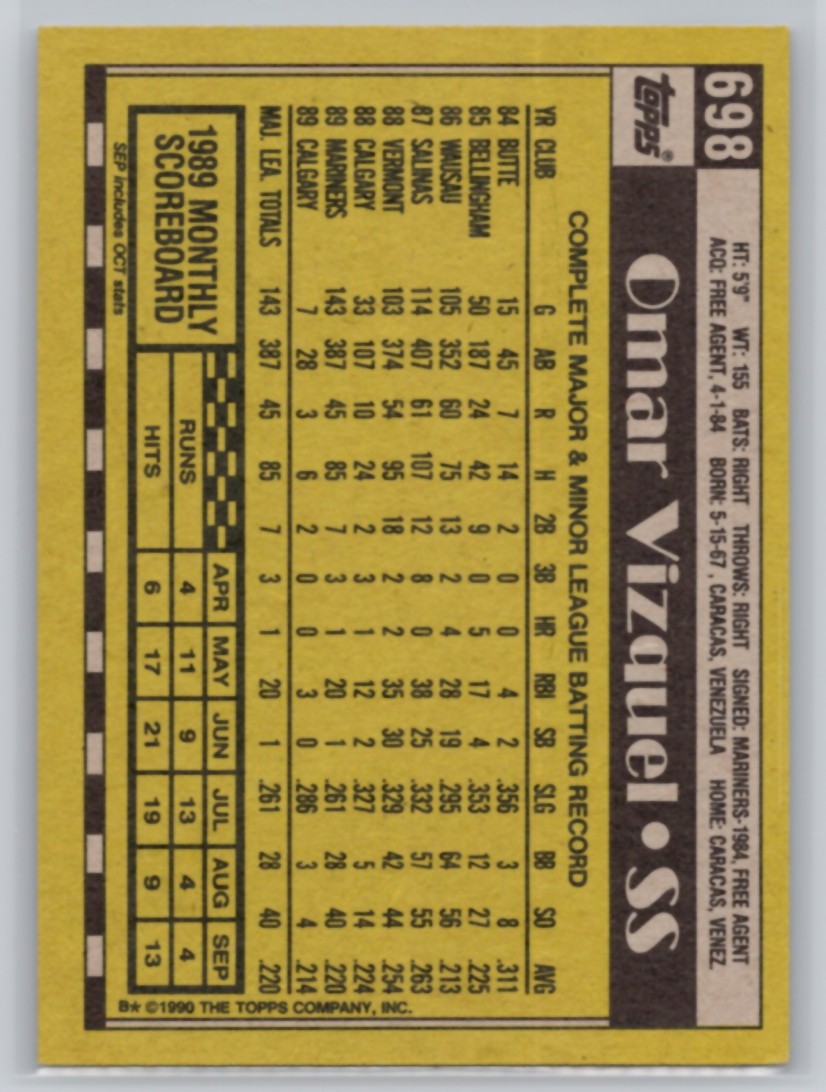 698
HT: 5'9" WT: 155 BATS: RIGHT THROWS: RIGHT SIGNED: MARINERS-1984, FREE AGENT
ACQ: FREE AGENT, 4-1-84 BORN: 5-15-67, CARACAS, VENEZUELA HOME: CARACAS, VENEZ.
TOPPS®
Omar Vizquel • SS
COMPLETE MAJOR & MINOR LEAGUE BATTING RECORD
YR CLUB G AB R H 2B 3B HR RBI SB SLG BB SO AVG
84 BUTTE 15 45 7 14 2 0 0 4 2 .356 3 8 .311
85 BELLINGHAM 50 187 24 42 9 0 5 17 4 .353 12 27 .225
86 WAUSAU 105 352 60 75 13 2 4 28 19 .295 64 56 .213
87 SALINAS 114 407 61 107 12 8 0 38 25 .332 57 55 .263
88 VERMONT 103 374 54 95 18 2 2 35 30 .329 42 44 .254
88 CALGARY 33 107 10 24 2 3 1 12 2 .327 5 14 .224
89 MARINERS 143 387 45 85 7 3 1 20 1 .261 28 40 .220
89 CALGARY 7 28 3 6 2 0 0 3 0 .286 3 4 .214
MAJ. LEA. TOTALS 143 387 45 85 7 3 1 20 1 .261 28 40 .220
1989 MONTHLY
SCOREBOARD
APR MAY JUN JUL AUG SEP
RUNS 4 11 9 13 4 4
HITS 6 17 21 19 9 13
SEP includes OCT stats
B* ©1990 THE TOPPS COMPANY, INC.